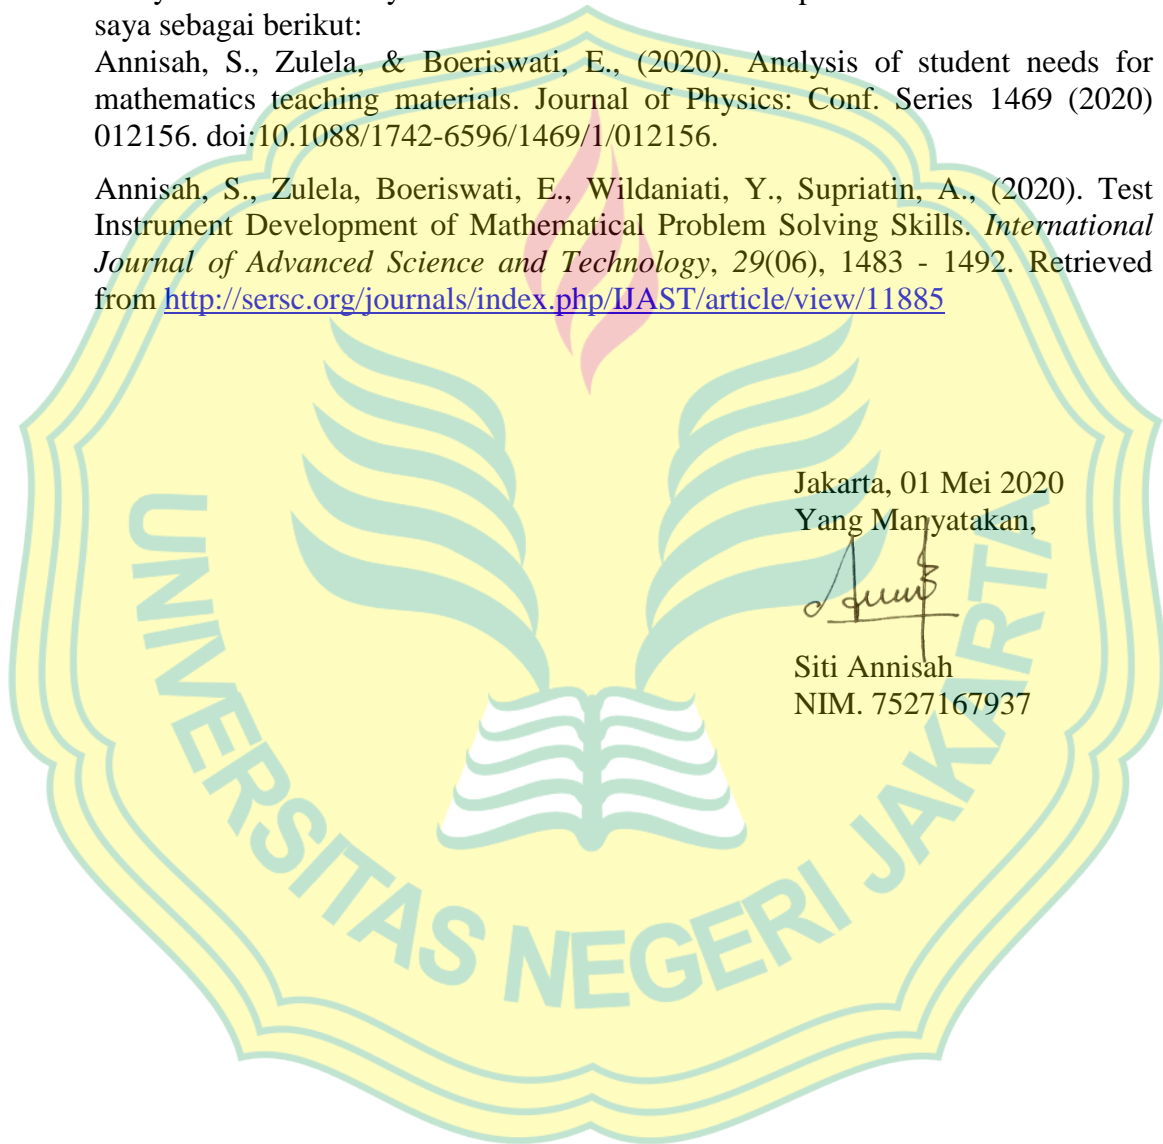 saya sebagai berikut:
Annisah, S., Zulela, & Boeriswati, E., (2020). Analysis of student needs for
mathematics teaching materials. Journal of Physics: Conf. Series 1469 (2020)
012156. doi:10.1088/1742-6596/1469/1/012156.
Annisah, S., Zulela, Boeriswati, E., Wildaniati, Y., Supriatin, A., (2020). Test
Instrument Development of Mathematical Problem Solving Skills. International
Journal of Advanced Science and Technology, 29(06), 1483 - 1492. Retrieved
from http://sersc.org/journals/index.php/IJAST/article/view/11885
Jakarta, 01 Mei 2020
Yang Manyatakan,
Siti Annisah
NIM. 7527167937
UNIVERSITAS NEGERI JAKARTA